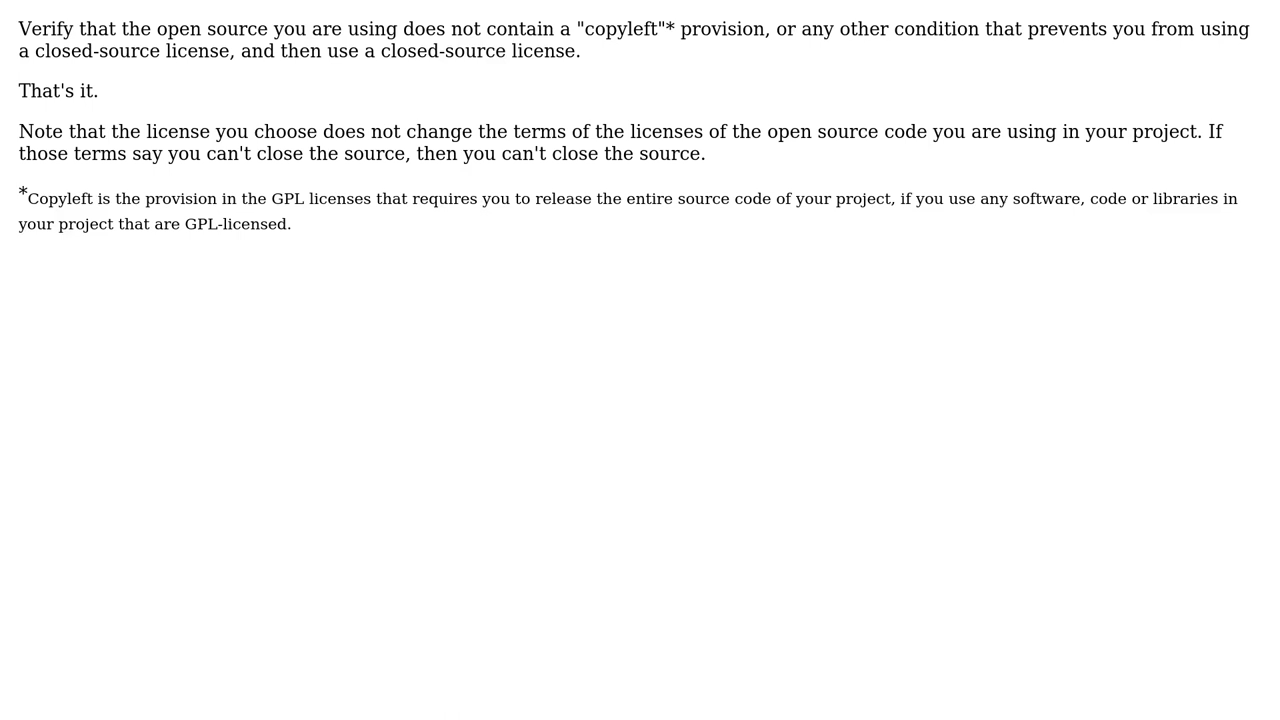 Verify that the open source you are using does not contain a "copyleft"* provision, or any other condition that prevents you from using
a closed-source license, and then use a closed-source license.
That's it.
Note that the license you choose does not change the terms of the licenses of the open source code you are using in your project. If
those terms say you can't close the source, then you can't close the source.
*Copyleft is the provision in the GPL licenses that requires you to release the entire source code of your project, if you use any software, code or libraries in
your project that are GPL-licensed.